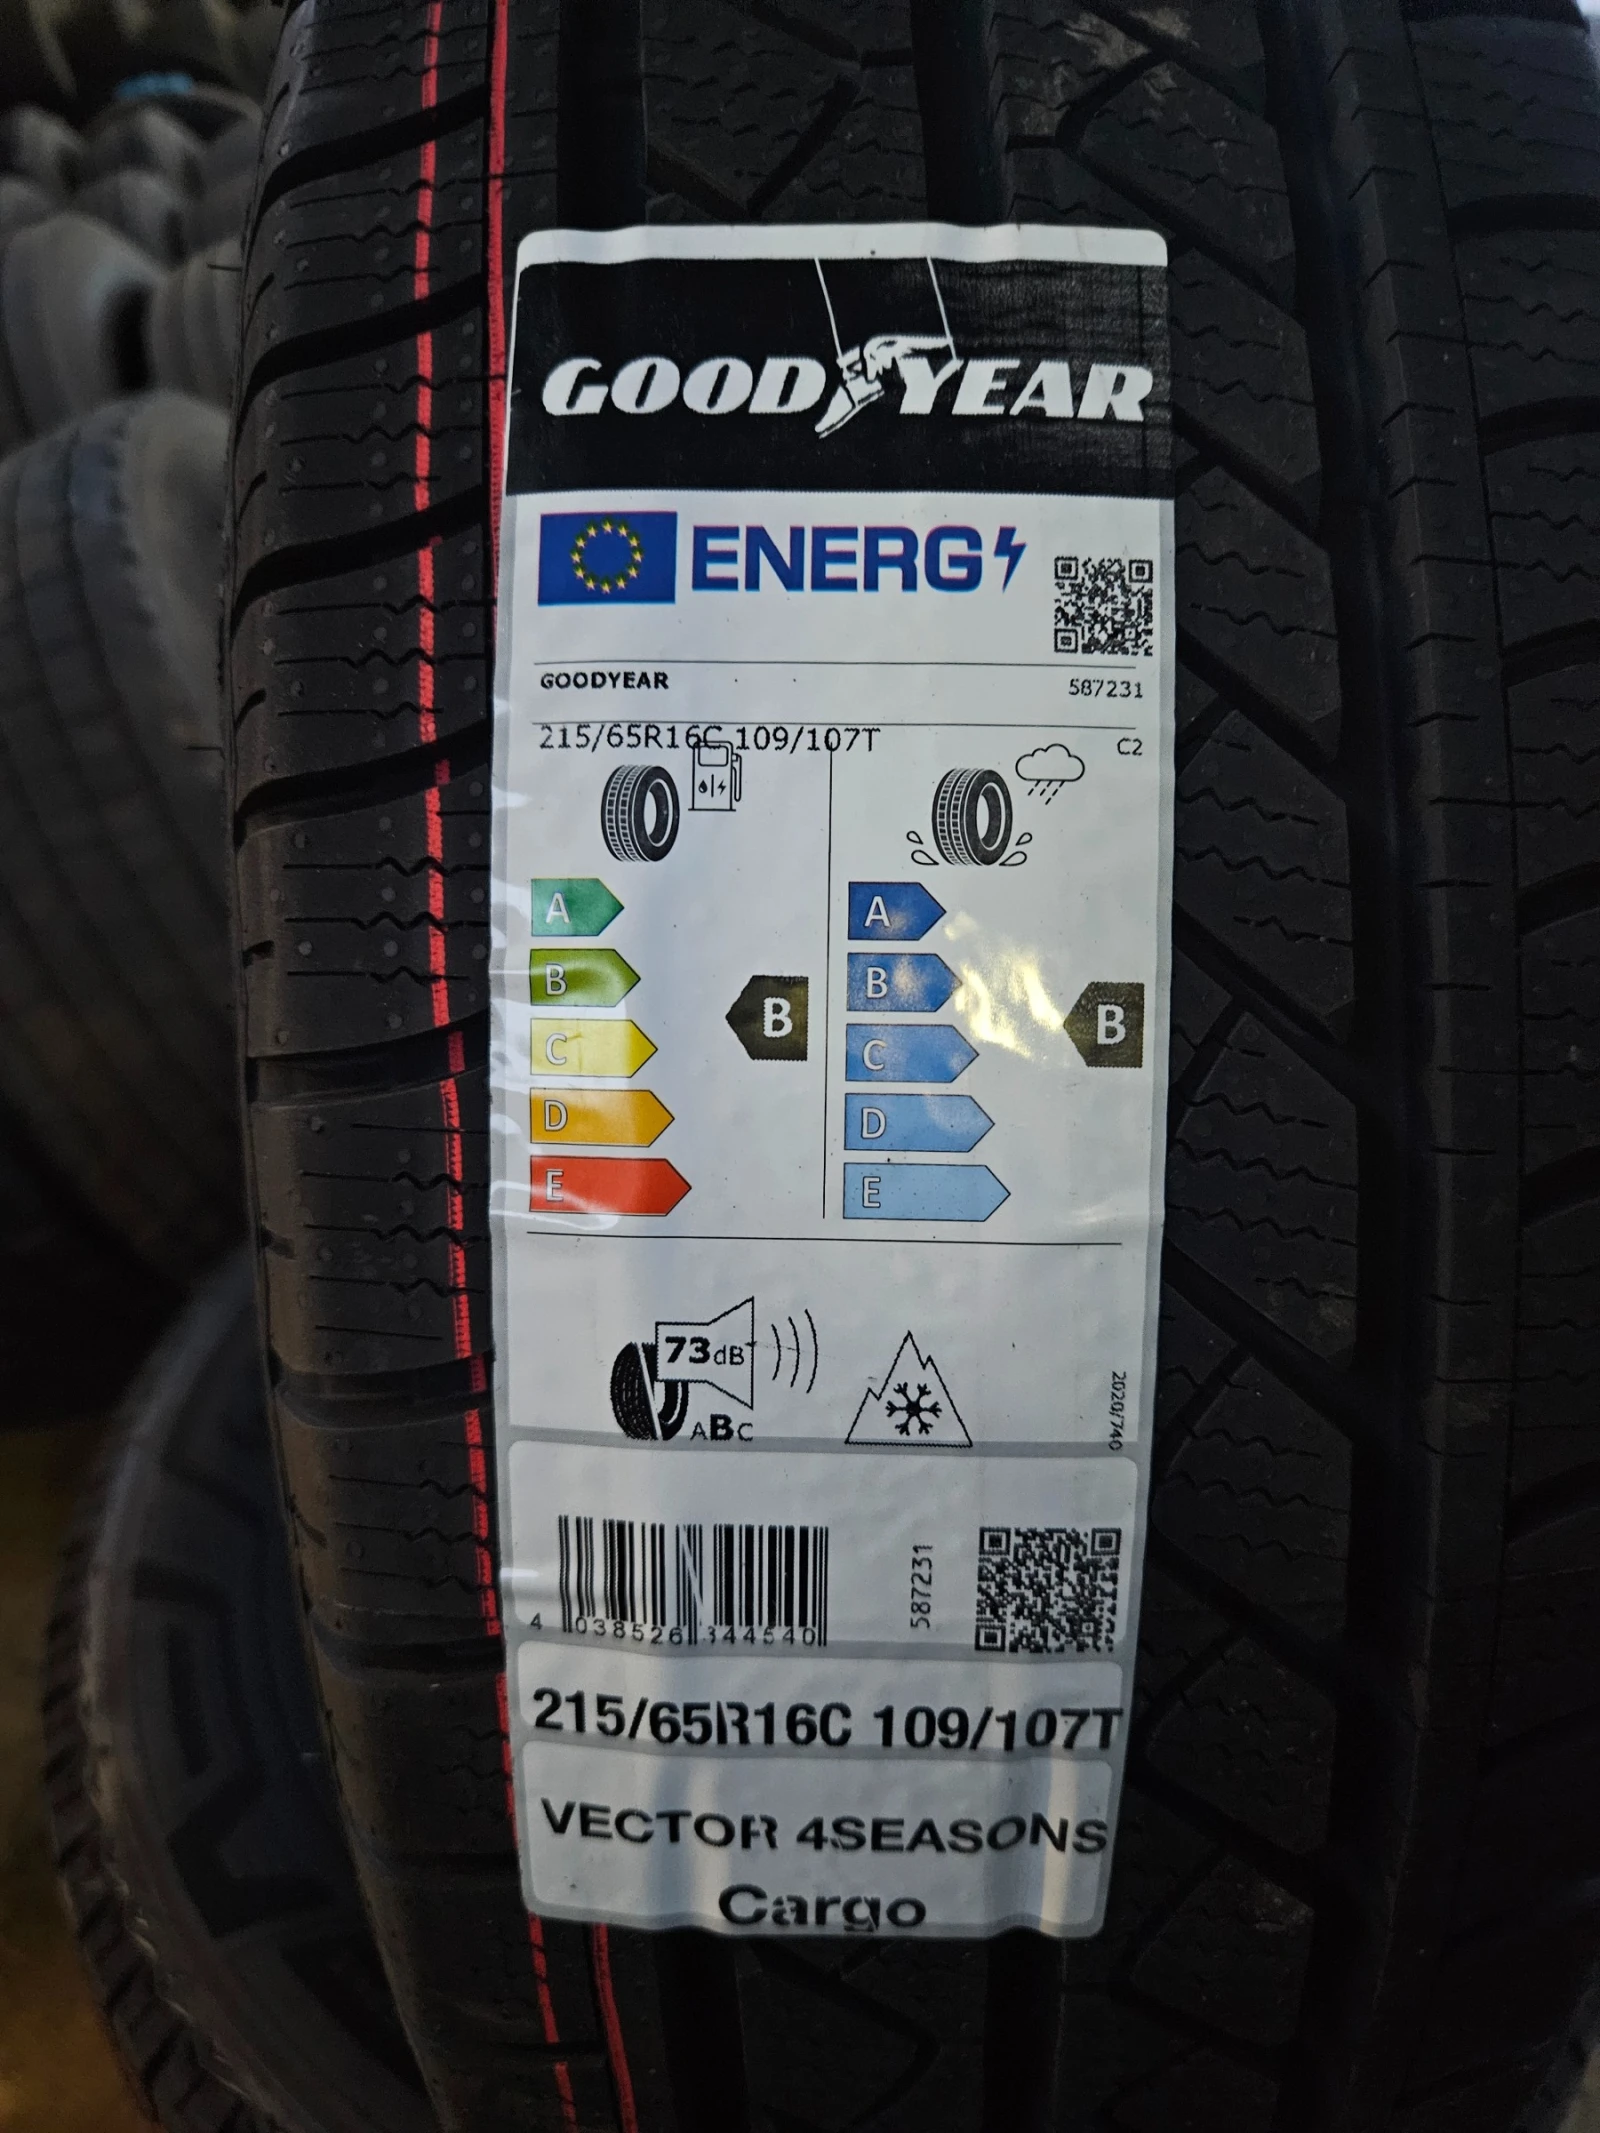 GOODYEAR
ENERG
GOODYEAR 587231
215/65R16C 109/107T C2
A A
B B
B B
C C
D D
E E
73dB
ABC
2020/740
4 038526 344540
587231
215/65R16C 109/107T
VECTOR 4SEASONS
Cargo